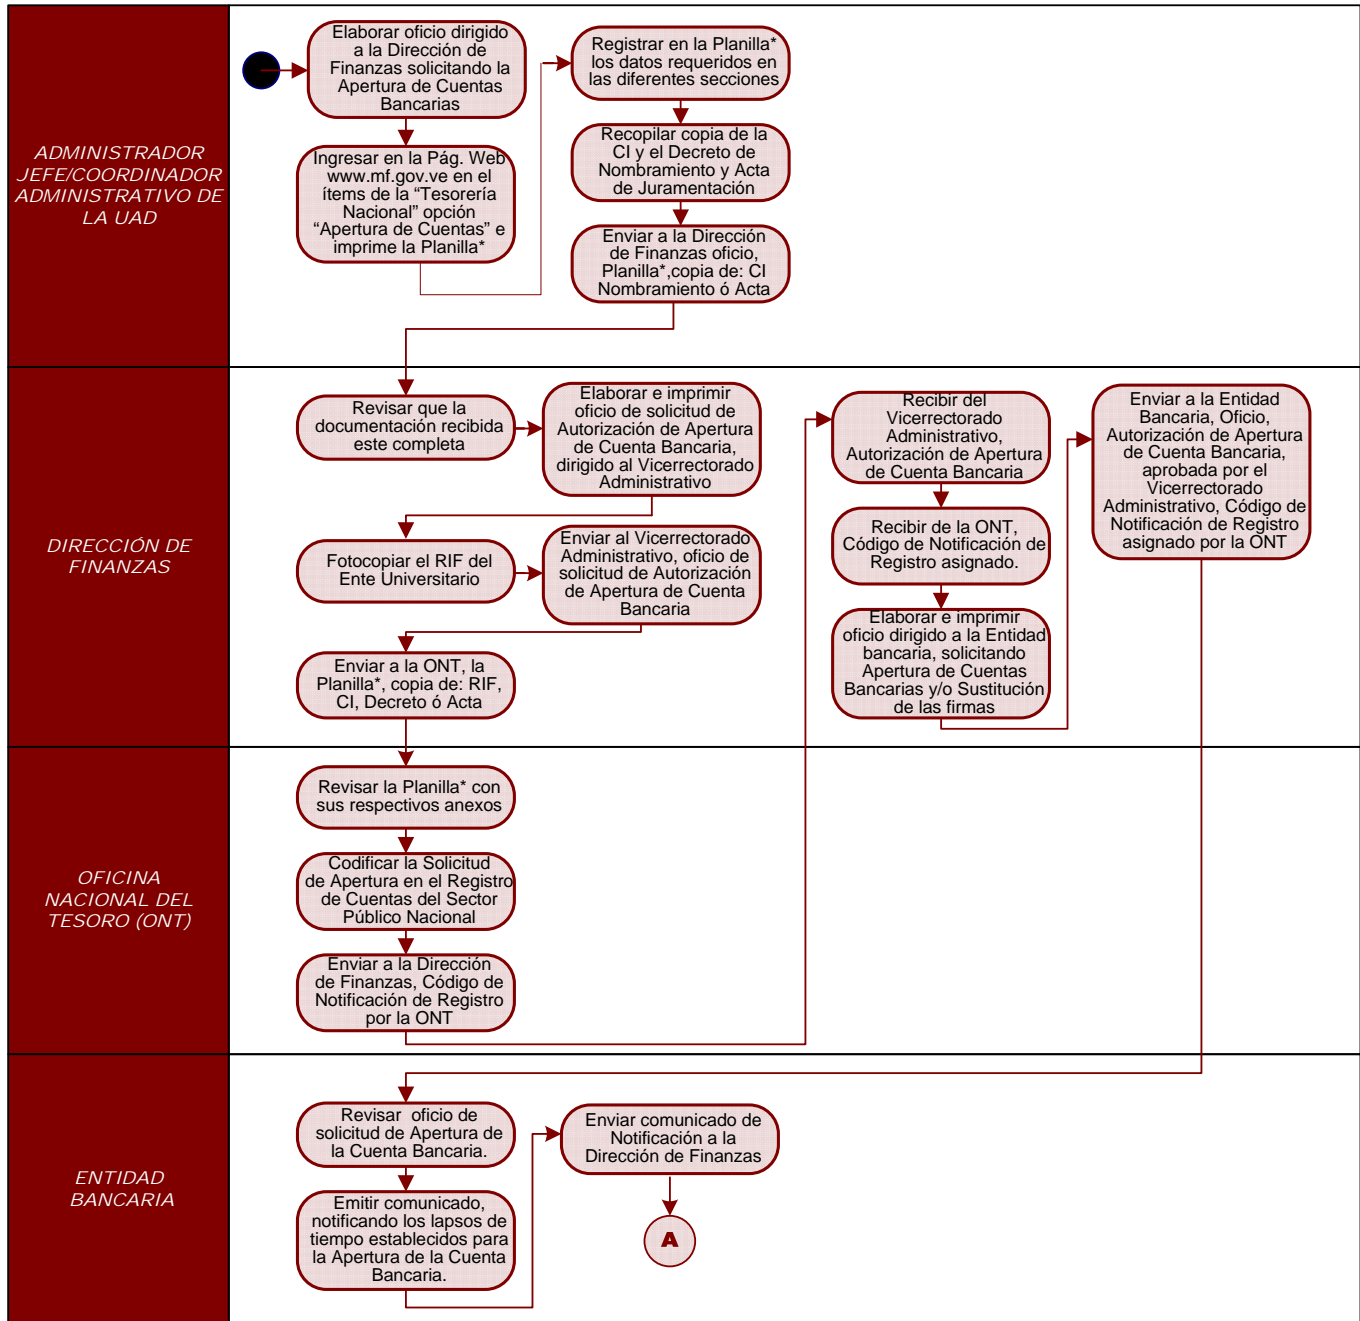 ADMINISTRADOR
JEFE/COORDINADOR
ADMINISTRATIVO DE
LA UAD
Elaborar oficio dirigido
a la Dirección de
Finanzas solicitando la
Apertura de Cuentas
Bancarias
Ingresar en la Pág. Web
www.mf.gov.ve en el
ítems de la “Tesorería
Nacional” opción
“Apertura de Cuentas” e
imprime la Planilla*
Registrar en la Planilla*
los datos requeridos en
las diferentes secciones
Recopilar copia de la
CI y el Decreto de
Nombramiento y Acta
de Juramentación
Enviar a la Dirección
de Finanzas oficio,
Planilla*,copia de: CI
Nombramiento ó Acta
DIRECCIÓN DE
FINANZAS
Revisar que la
documentación recibida
este completa
Elaborar e imprimir
oficio de solicitud de
Autorización de Apertura
de Cuenta Bancaria,
dirigido al Vicerrectorado
Administrativo
Fotocopiar el RIF del
Ente Universitario
Enviar al Vicerrectorado
Administrativo, oficio de
solicitud de Autorización
de Apertura de Cuenta
Bancaria
Enviar a la ONT, la
Planilla*, copia de: RIF,
CI, Decreto ó Acta
Recibir del
Vicerrectorado
Administrativo,
Autorización de Apertura
de Cuenta Bancaria
Recibir de la ONT,
Código de Notificación de
Registro asignado.
Elaborar e imprimir
oficio dirigido a la Entidad
bancaria, solicitando
Apertura de Cuentas
Bancarias y/o Sustitución
de las firmas
Enviar a la Entidad
Bancaria, Oficio,
Autorización de Apertura
de Cuenta Bancaria,
aprobada por el
Vicerrectorado
Administrativo, Código de
Notificación de Registro
asignado por la ONT
OFICINA
NACIONAL DEL
TESORO (ONT)
Revisar la Planilla* con
sus respectivos anexos
Codificar la Solicitud
de Apertura en el Registro
de Cuentas del Sector
Público Nacional
Enviar a la Dirección
de Finanzas, Código de
Notificación de Registro
por la ONT
ENTIDAD
BANCARIA
Revisar oficio de
solicitud de Apertura de
la Cuenta Bancaria.
Emitir comunicado,
notificando los lapsos de
tiempo establecidos para
la Apertura de la Cuenta
Bancaria.
Enviar comunicado de
Notificación a la
Dirección de Finanzas
A